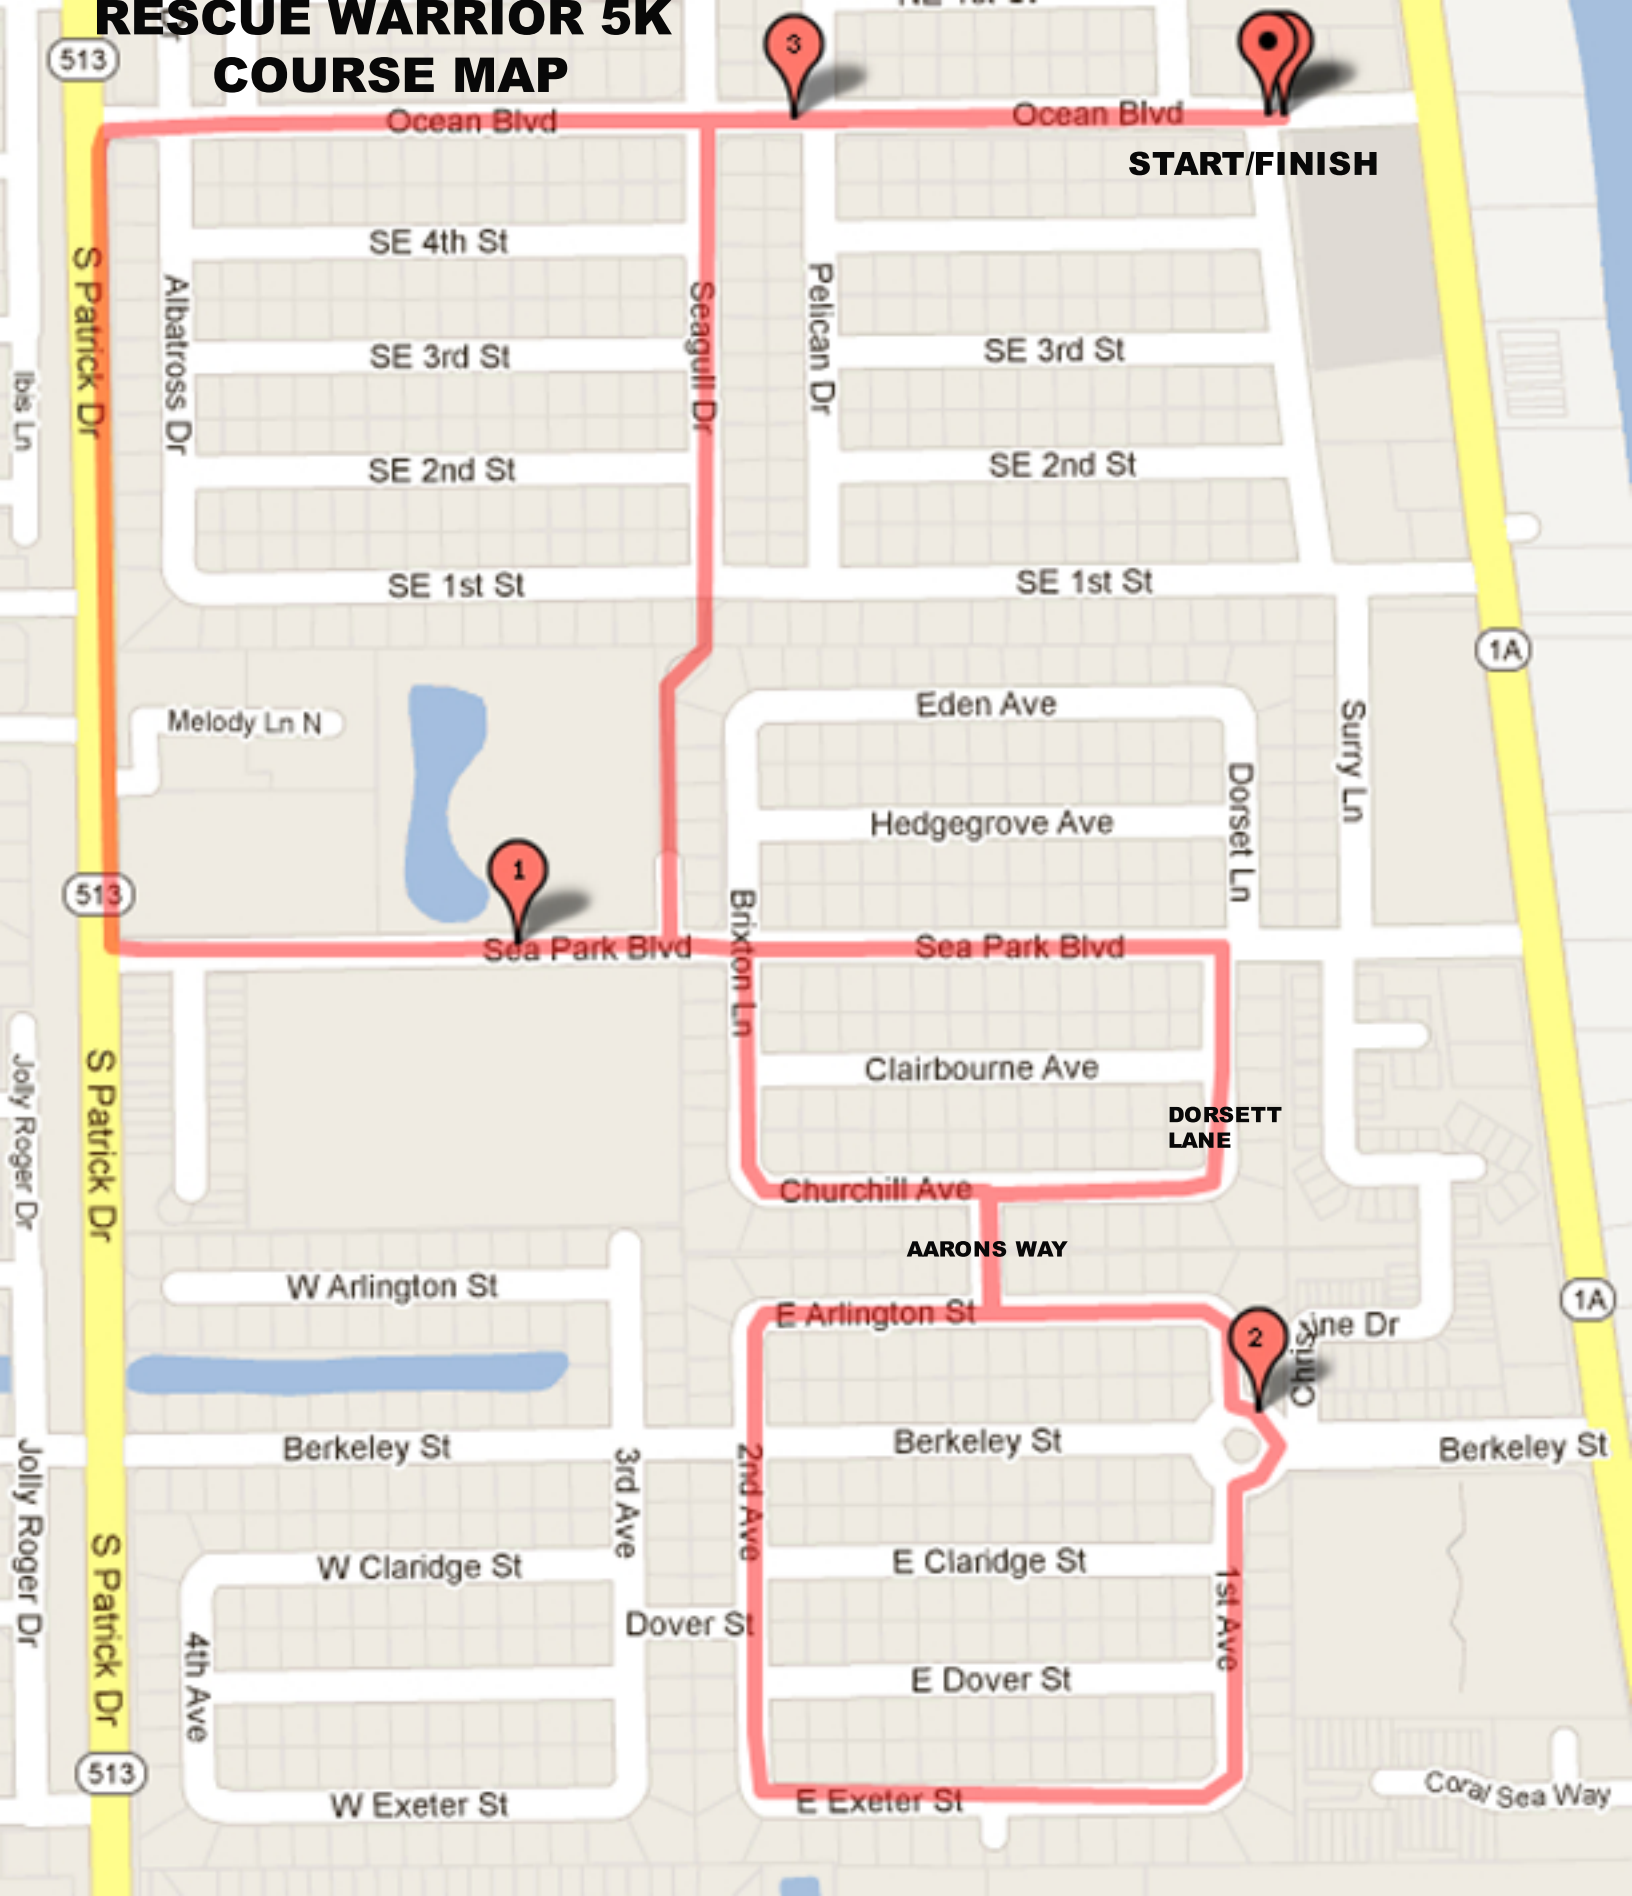 RESCUE WARRIOR 5K
COURSE MAP
513
3
Ocean Blvd
Ocean Blvd
START/FINISH
S Patrick Dr
Albatross Dr
Ibis Ln
SE 4th St
Seagull Dr
Pelican Dr
SE 3rd St
SE 3rd St
SE 2nd St
SE 2nd St
SE 1st St
SE 1st St
1A
Melody Ln N
Eden Ave
Surry Ln
Hedgegrove Ave
Dorset Ln
513
1
Brixton Ln
Sea Park Blvd
Sea Park Blvd
Clairbourne Ave
S Patrick Dr
Jolly Roger Dr
DORSETT
LANE
Churchill Ave
AARONS WAY
W Arlington St
E Arlington St
1A
2
ine Dr
Chris
Berkeley St
Berkeley St
Berkeley St
Jolly Roger Dr
3rd Ave
2nd Ave
S Patrick Dr
W Claridge St
E Claridge St
1st Ave
Dover St
4th Ave
E Dover St
513
W Exeter St
E Exeter St
Coral Sea Way